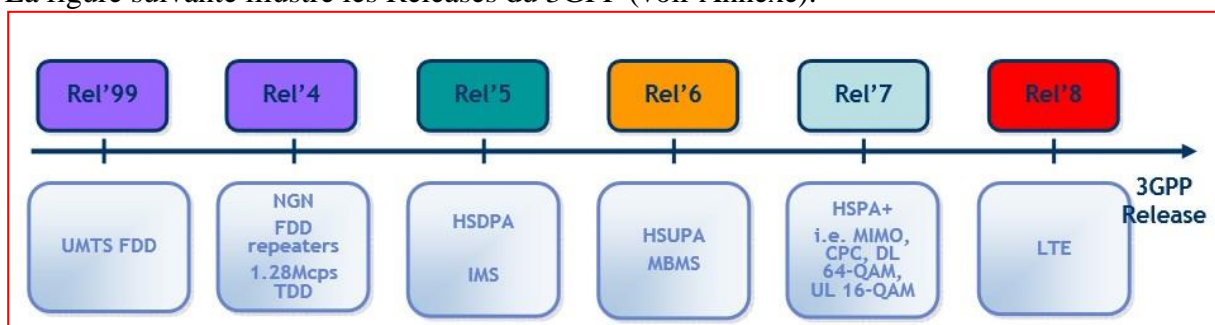 La figure suivante illustre les Releases du 3GPP (voir Annexe).
Rel'99
Rel'4
Rel'5
Rel'6
Rel'7
Rel'8
UMTS FDD
NGN
FDD
repeaters
1.28Mcps
TDD
HSDPA
IMS
HSUPA
MBMS
HSPA+
i.e. MIMO,
CPC, DL
64-QAM,
UL 16-QAM
LTE
3GPP
Release